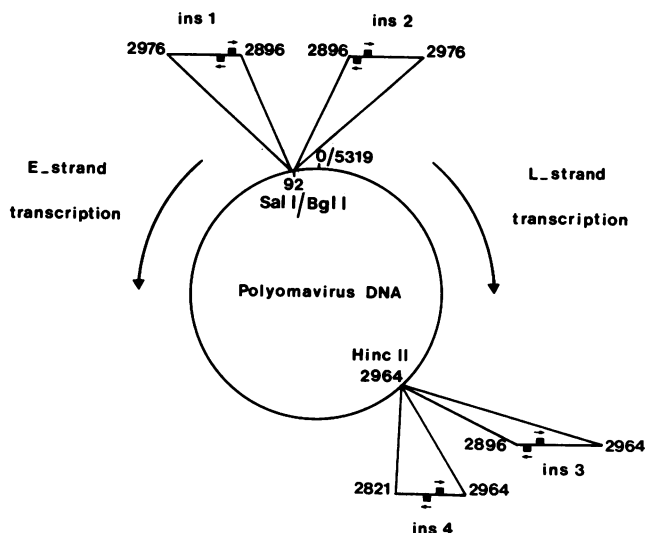 ins 1
ins 2
2976
2896
2896
2976
0/5319
E_strand
transcription
L_strand
transcription
92
Sal I/Bgl I
Polyomavirus DNA
Hinc II
2964
2896
2964
ins 3
2821
2964
ins 4